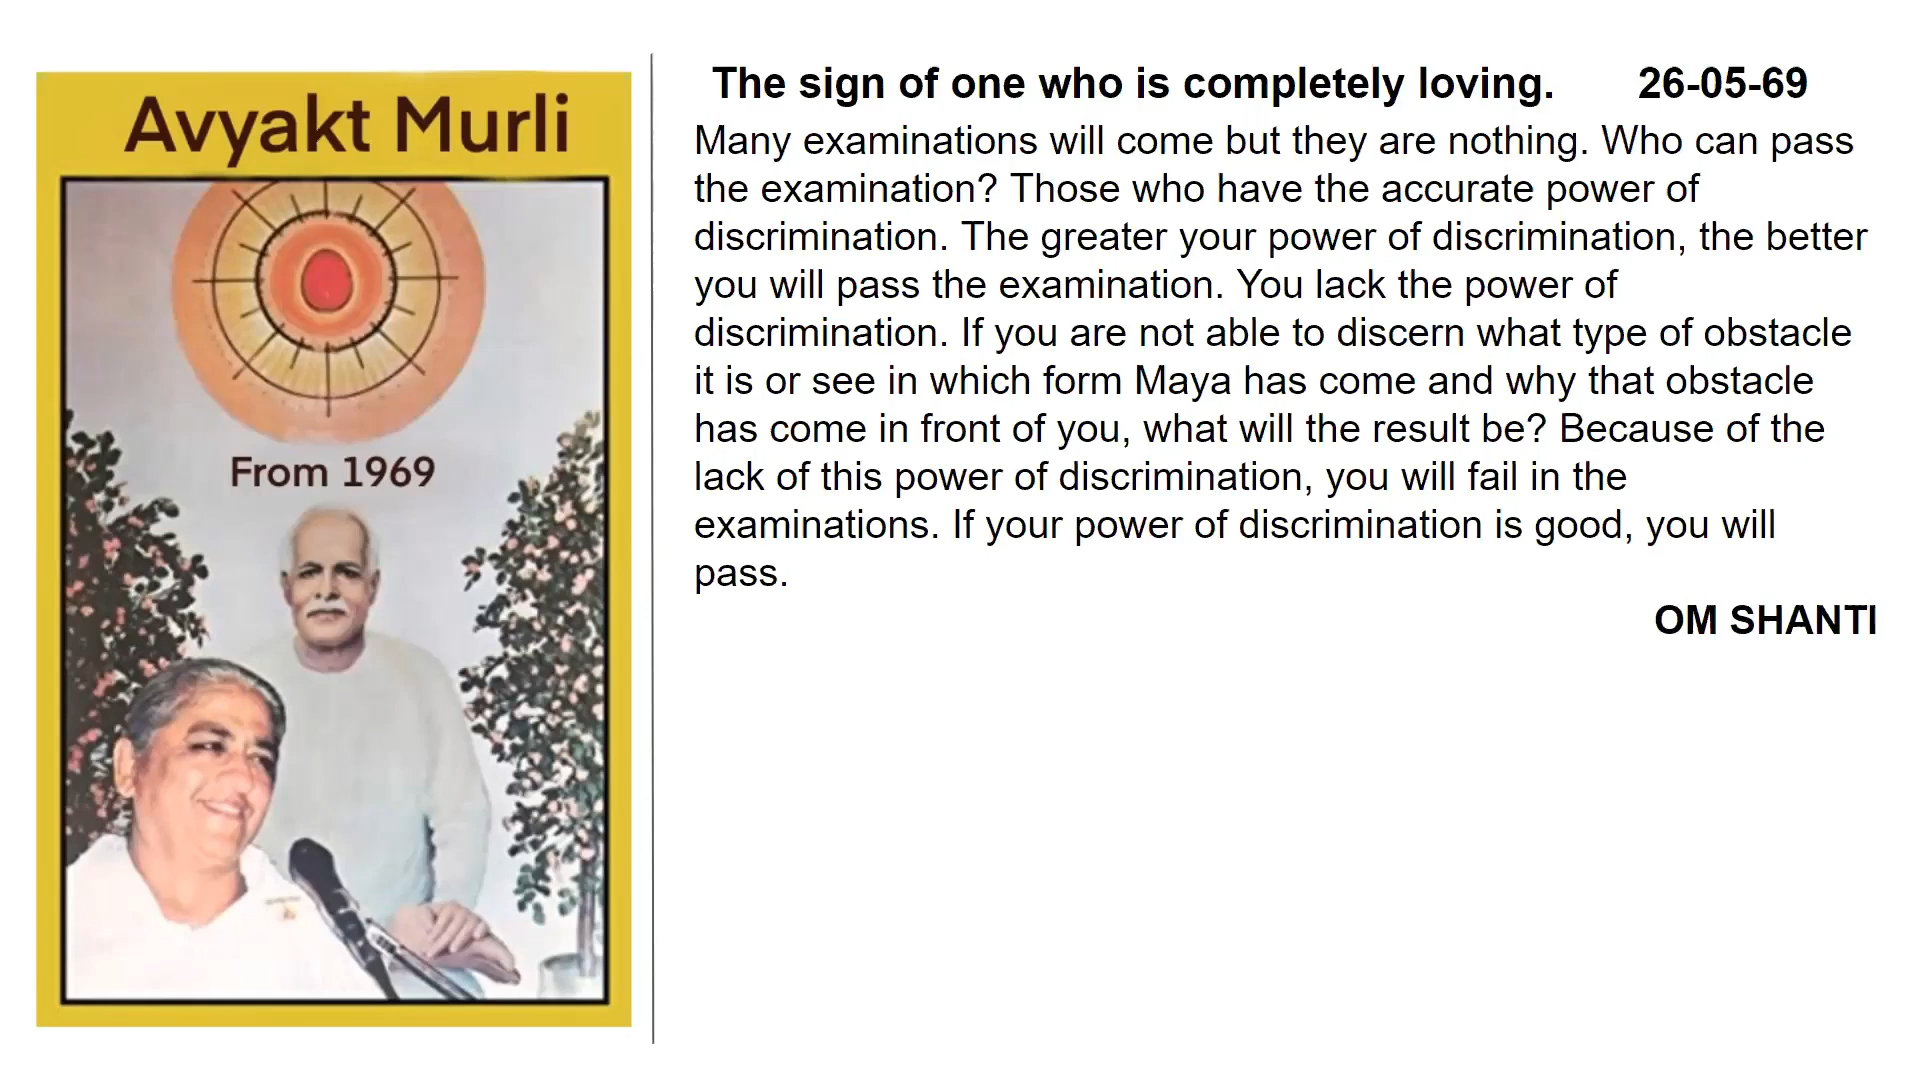 Avyakt Murli
From 1969
The sign of one who is completely loving. 26-05-69
Many examinations will come but they are nothing. Who can pass
the examination? Those who have the accurate power of
discrimination. The greater your power of discrimination, the better
you will pass the examination. You lack the power of
discrimination. If you are not able to discern what type of obstacle
it is or see in which form Maya has come and why that obstacle
has come in front of you, what will the result be? Because of the
lack of this power of discrimination, you will fail in the
examinations. If your power of discrimination is good, you will
pass.
OM SHANTI